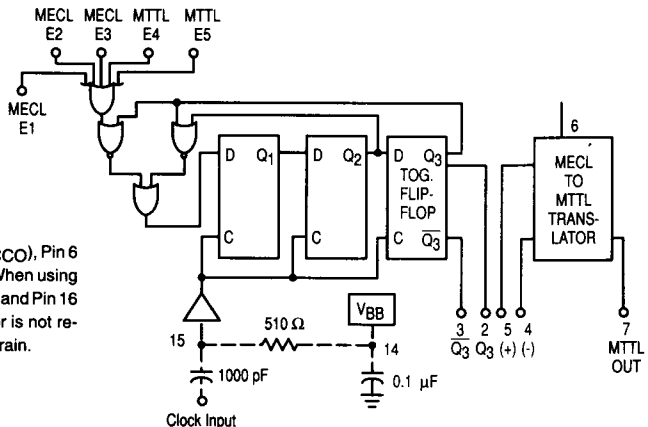 MECL MECL MTTL MTTL
E2 E3 E4 E5
MECL
E1
D Q1
C
D Q2
C
D Q3
TOG.
FLIP-
FLOP
C Q3
6
MECL
TO
MTTL
TRANS-
LATOR
CCO), Pin 6
When using
and Pin 16
r is not re-
rain.
15
510 Ω
VBB
14
1000 pF
0.1 μF
Clock Input
3 2 5 4
Q3 Q3 (+) (-)
7
MTTL
OUT